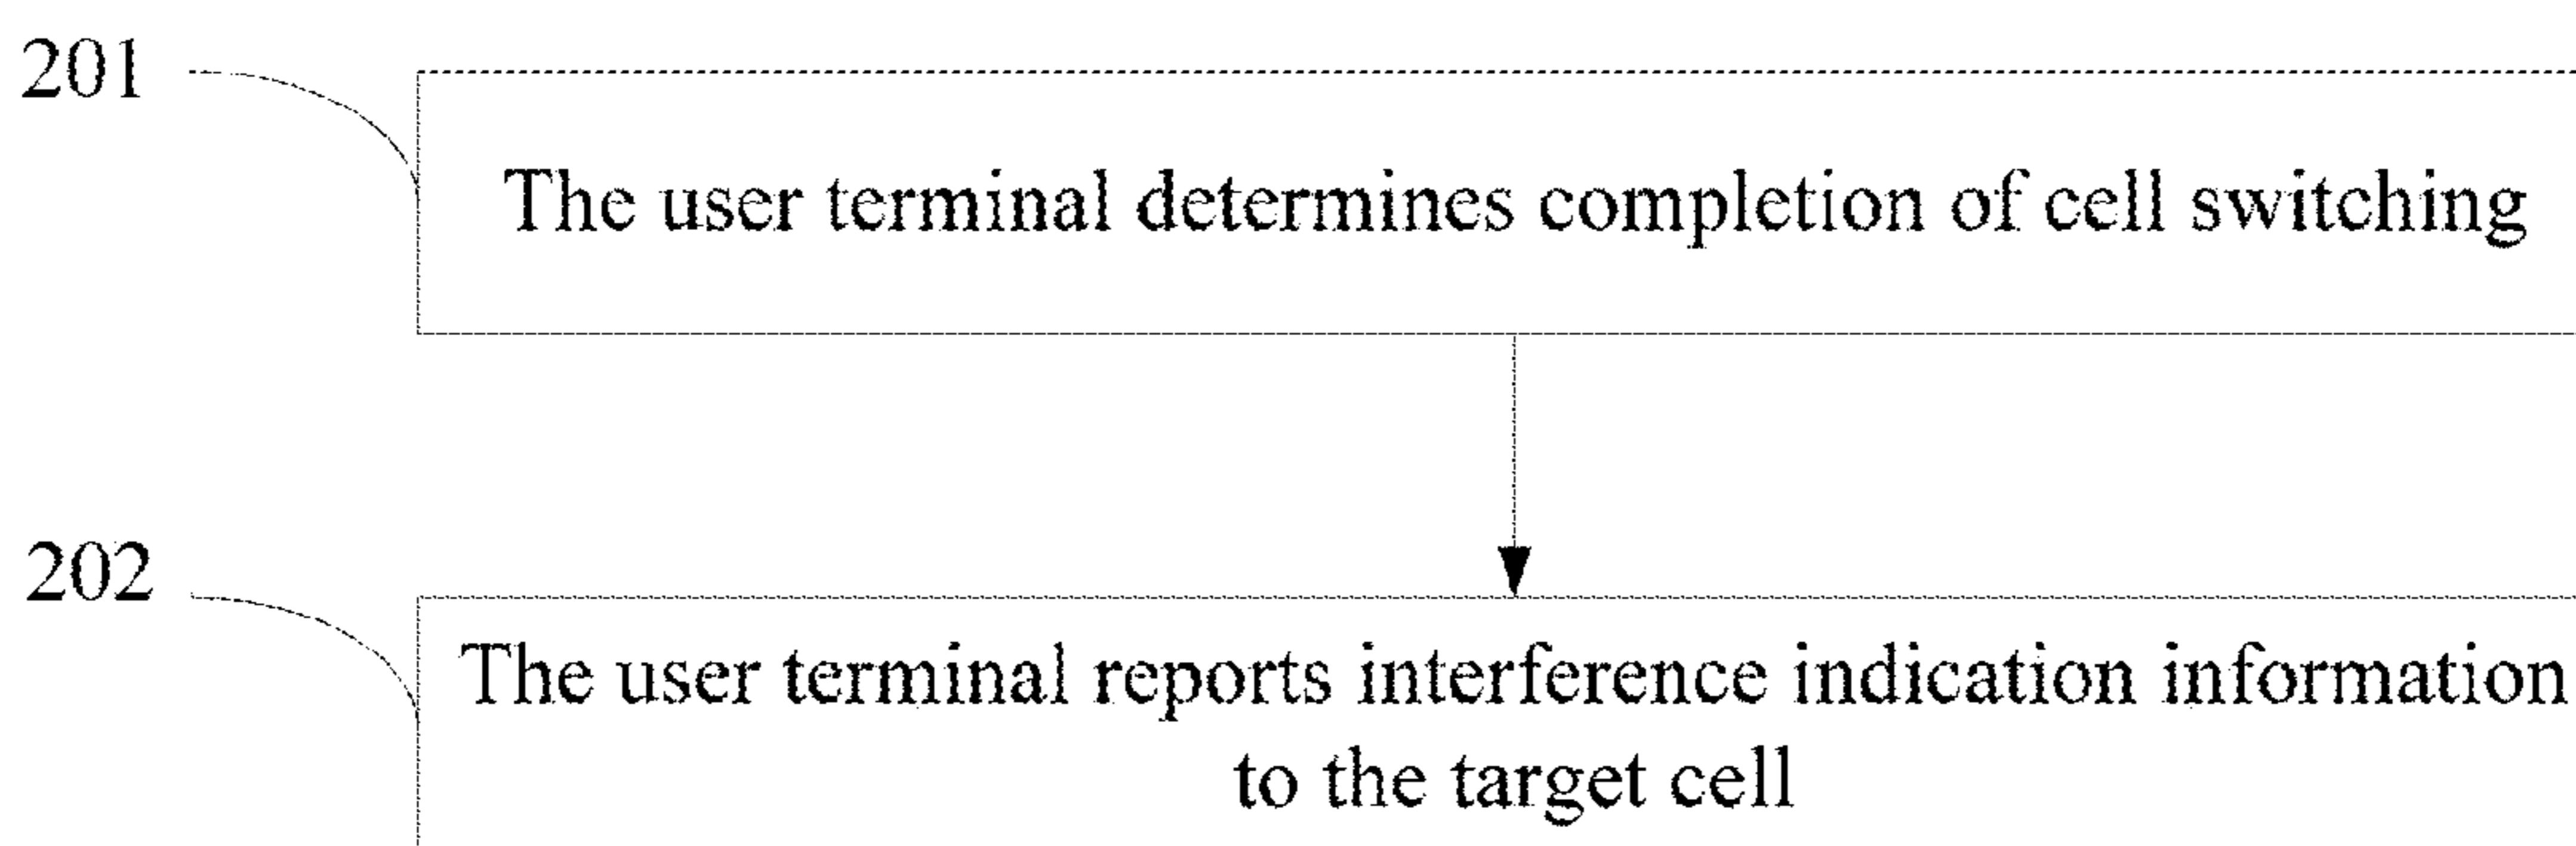 201
The user terminal determines completion of cell switching
202
The user terminal reports interference indication information
to the target cell